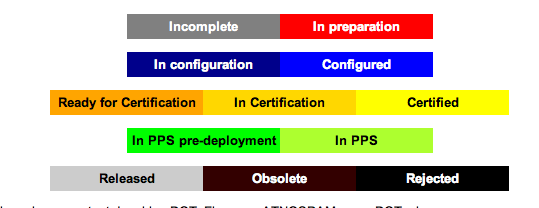 Incomplete In preparation
In configuration Configured
Ready for Certification In Certification Certified
In PPS pre-deployment In PPS
Released Obsolete Rejected